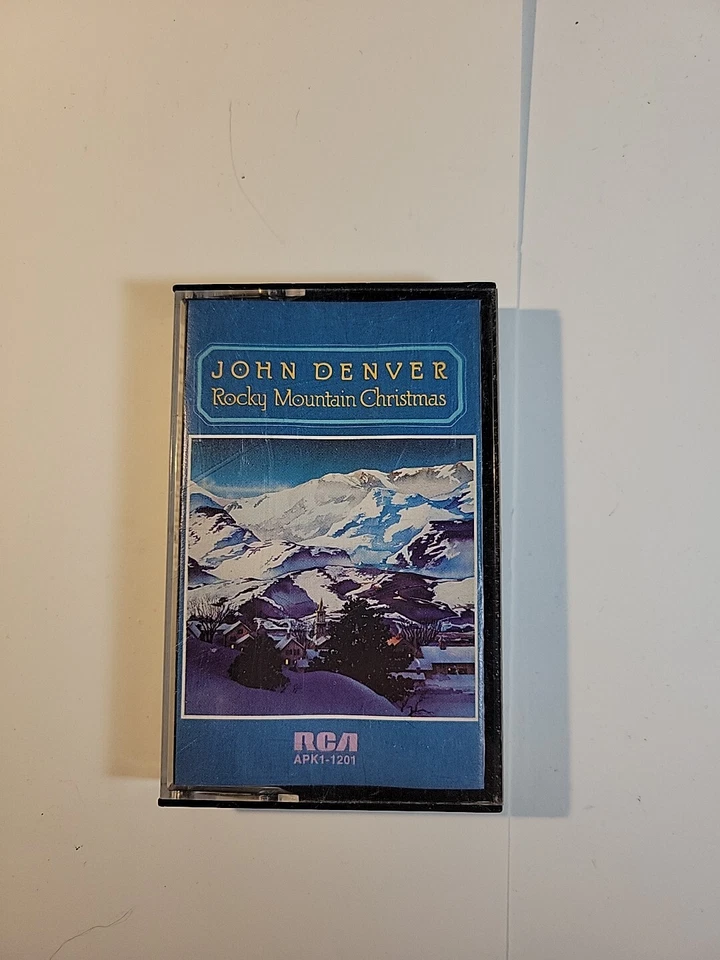 JOHN DENVER
Rocky Mountain Christmas
RCA
APK1-1201